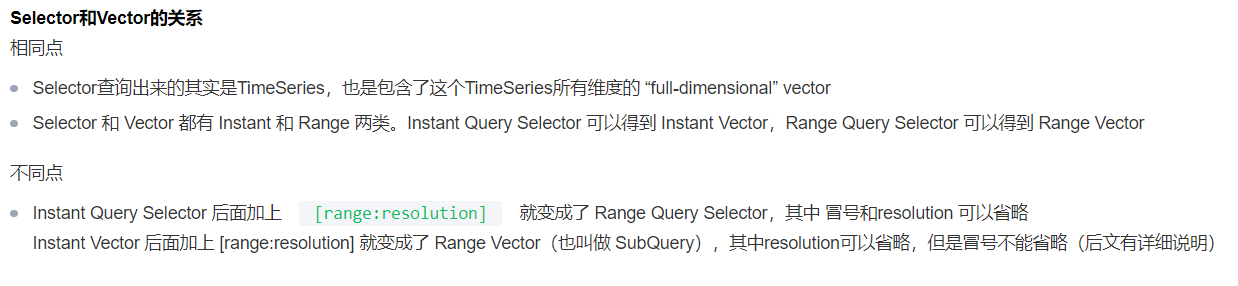 Selector和Vector的关系
相同点
Selector查询出来的其实是TimeSeries，也是包含了这个TimeSeries所有维度的 “full-dimensional” vector
Selector 和 Vector 都有 Instant 和 Range 两类。Instant Query Selector 可以得到 Instant Vector，Range Query Selector 可以得到 Range Vector
不同点
Instant Query Selector 后面加上 [range:resolution] 就变成了 Range Query Selector，其中 冒号和resolution 可以省略
Instant Vector 后面加上 [range:resolution] 就变成了 Range Vector（也叫做 SubQuery），其中resolution可以省略，但是冒号不能省略（后文有详细说明）